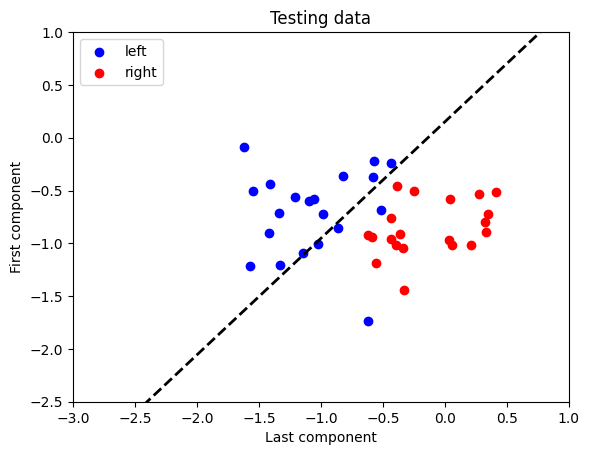 Testing data
left
right
1.0
0.5
0.0
−0.5
−1.0
−1.5
−2.0
−2.5
First component
−3.0 −2.5 −2.0 −1.5 −1.0 −0.5 0.0 0.5 1.0
Last component